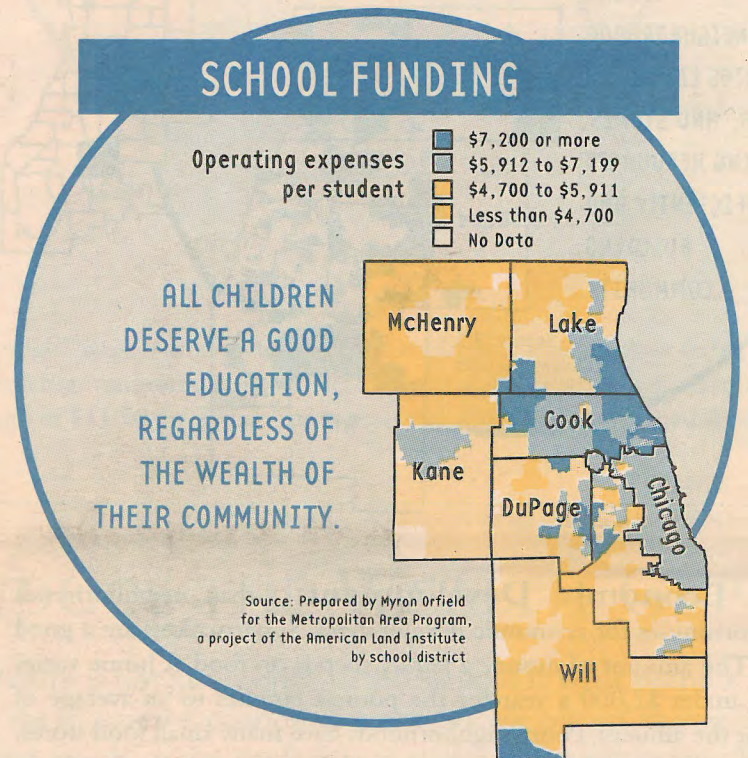 SCHOOL FUNDING
Operating expenses
per student
$7,200 or more
$5,912 to $7,199
$4,700 to $5,911
Less than $4,700
No Data
ALL CHILDREN
DESERVE A GOOD
EDUCATION,
REGARDLESS OF
THE WEALTH OF
THEIR COMMUNITY.
McHenry
Lake
Cook
Kane
DuPage
Chicago
Will
Source: Prepared by Myron Orfield
for the Metropolitan Area Program,
a project of the American Land Institute
by school district